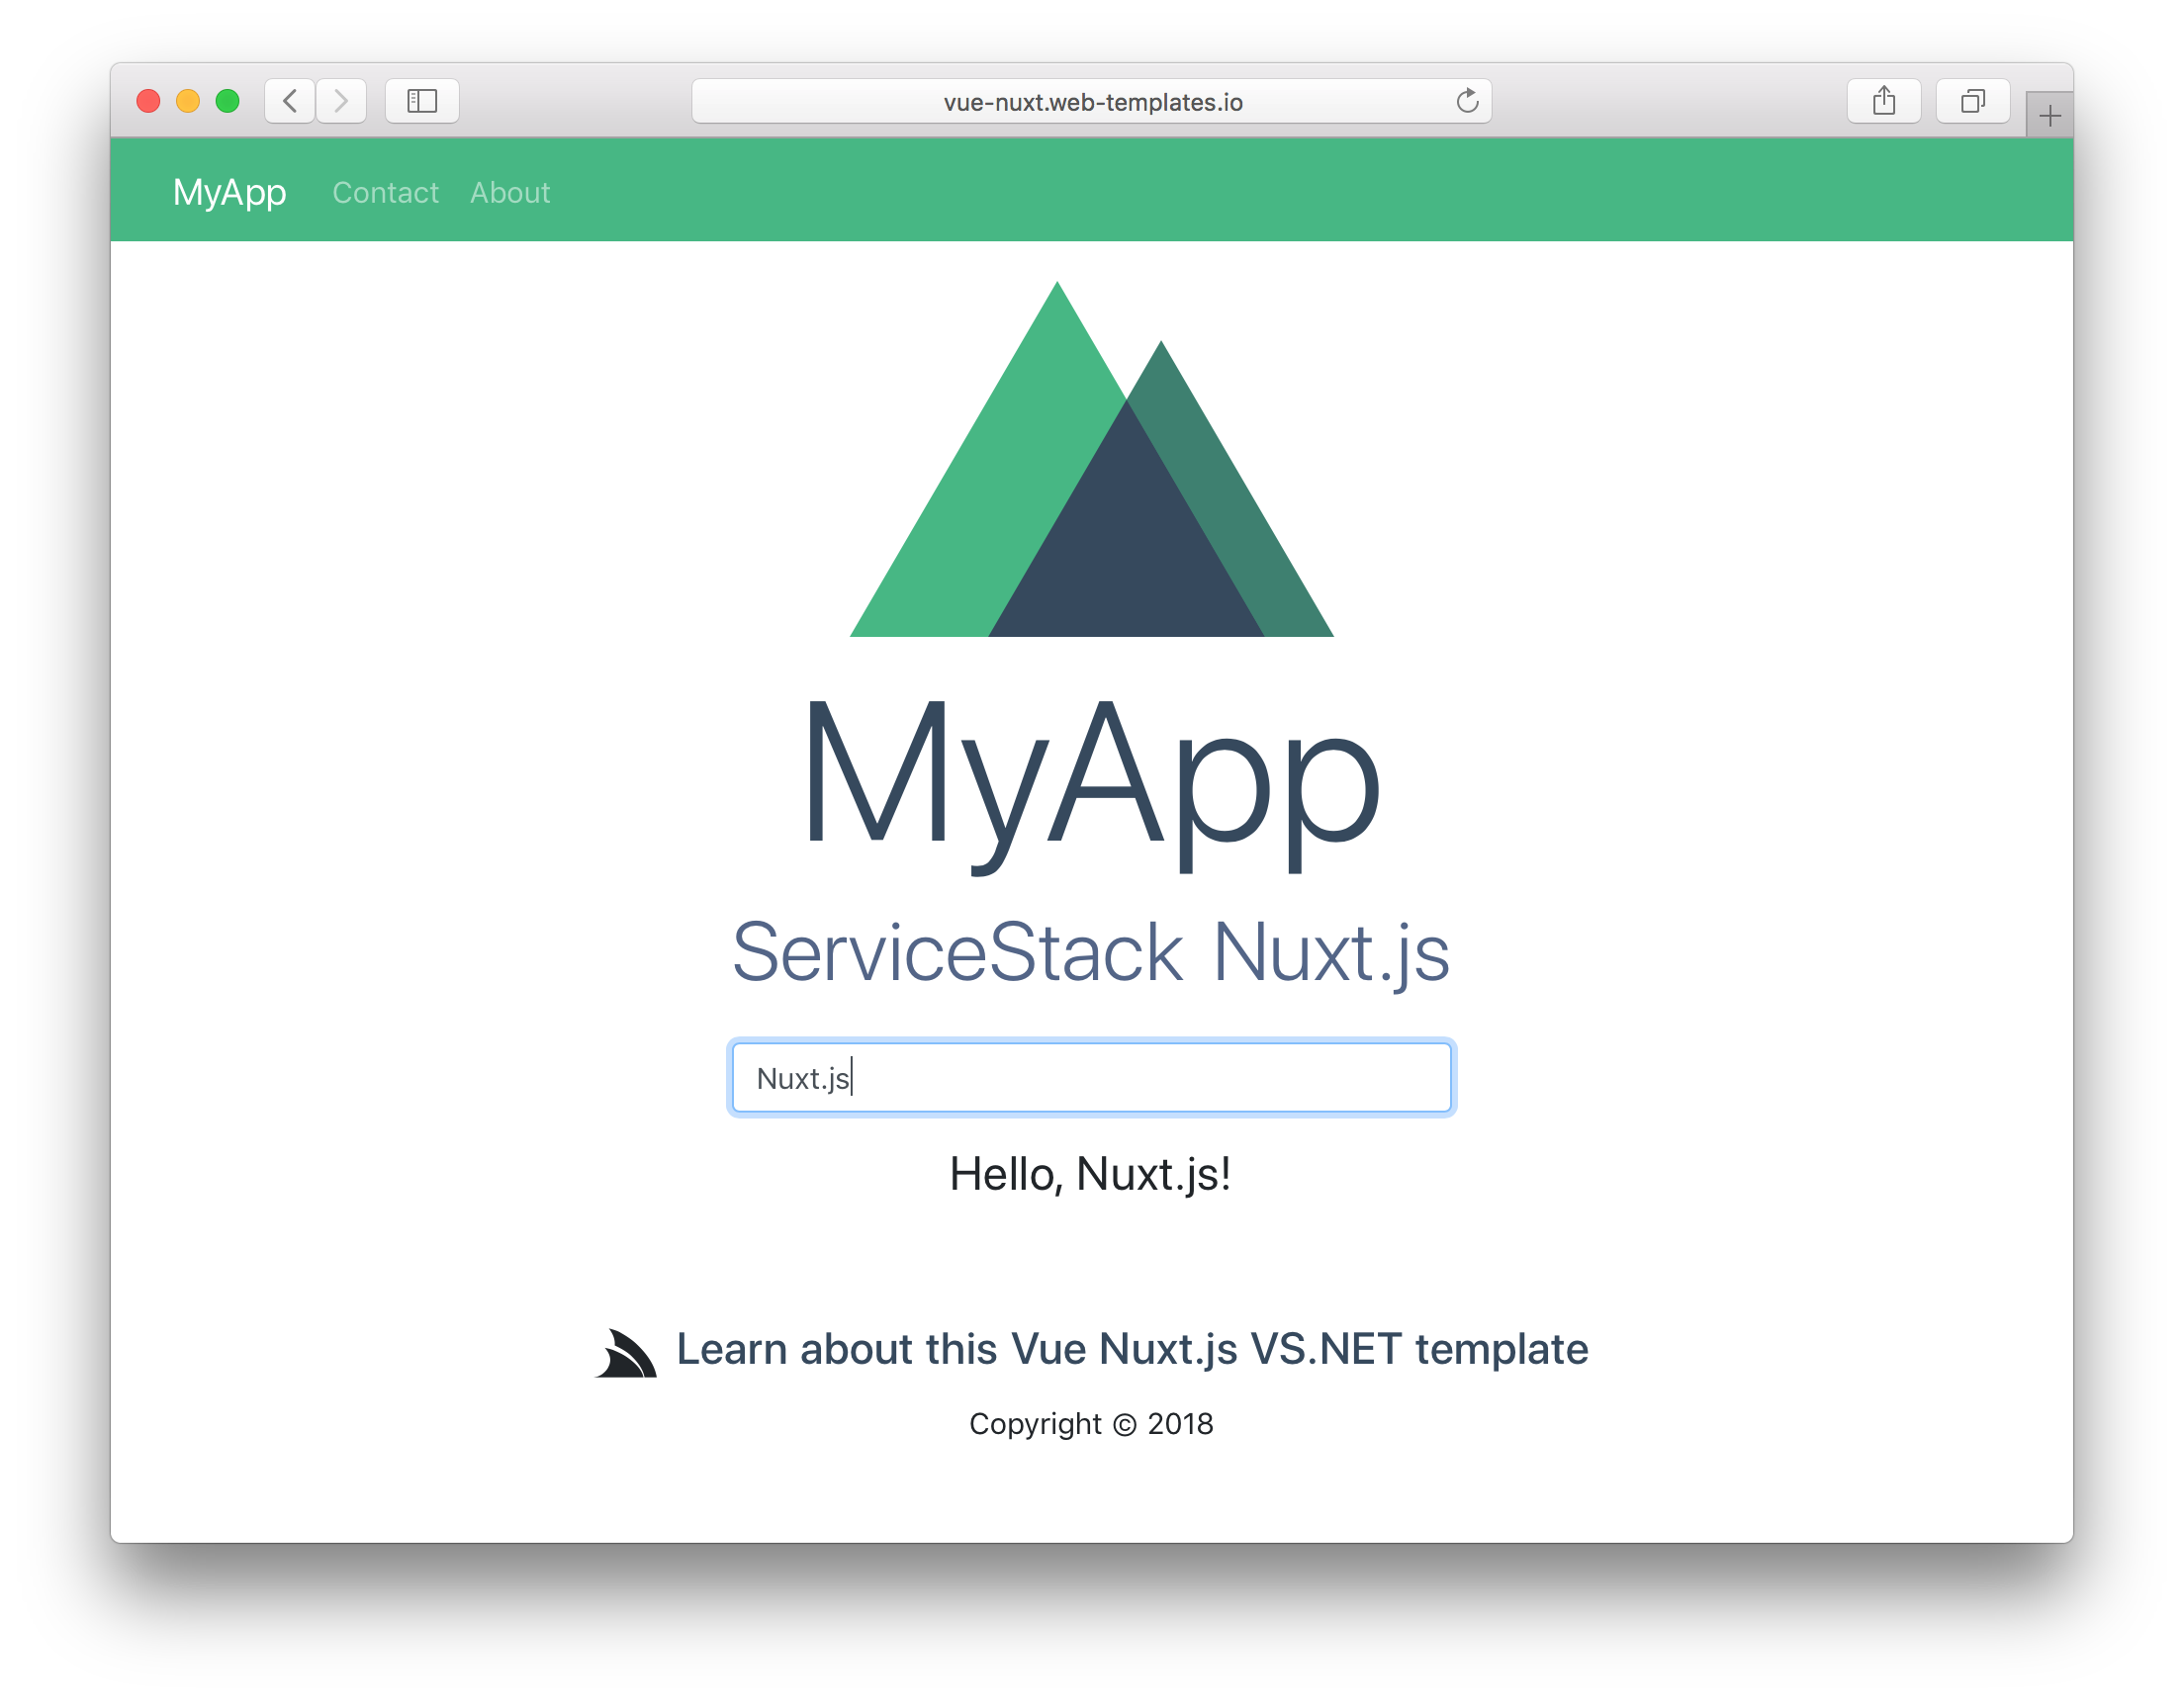 vue-nuxt.web-templates.io
MyApp Contact About
MyApp
ServiceStack Nuxt.js
Nuxt.js
Hello, Nuxt.js!
Learn about this Vue Nuxt.js VS.NET template
Copyright © 2018